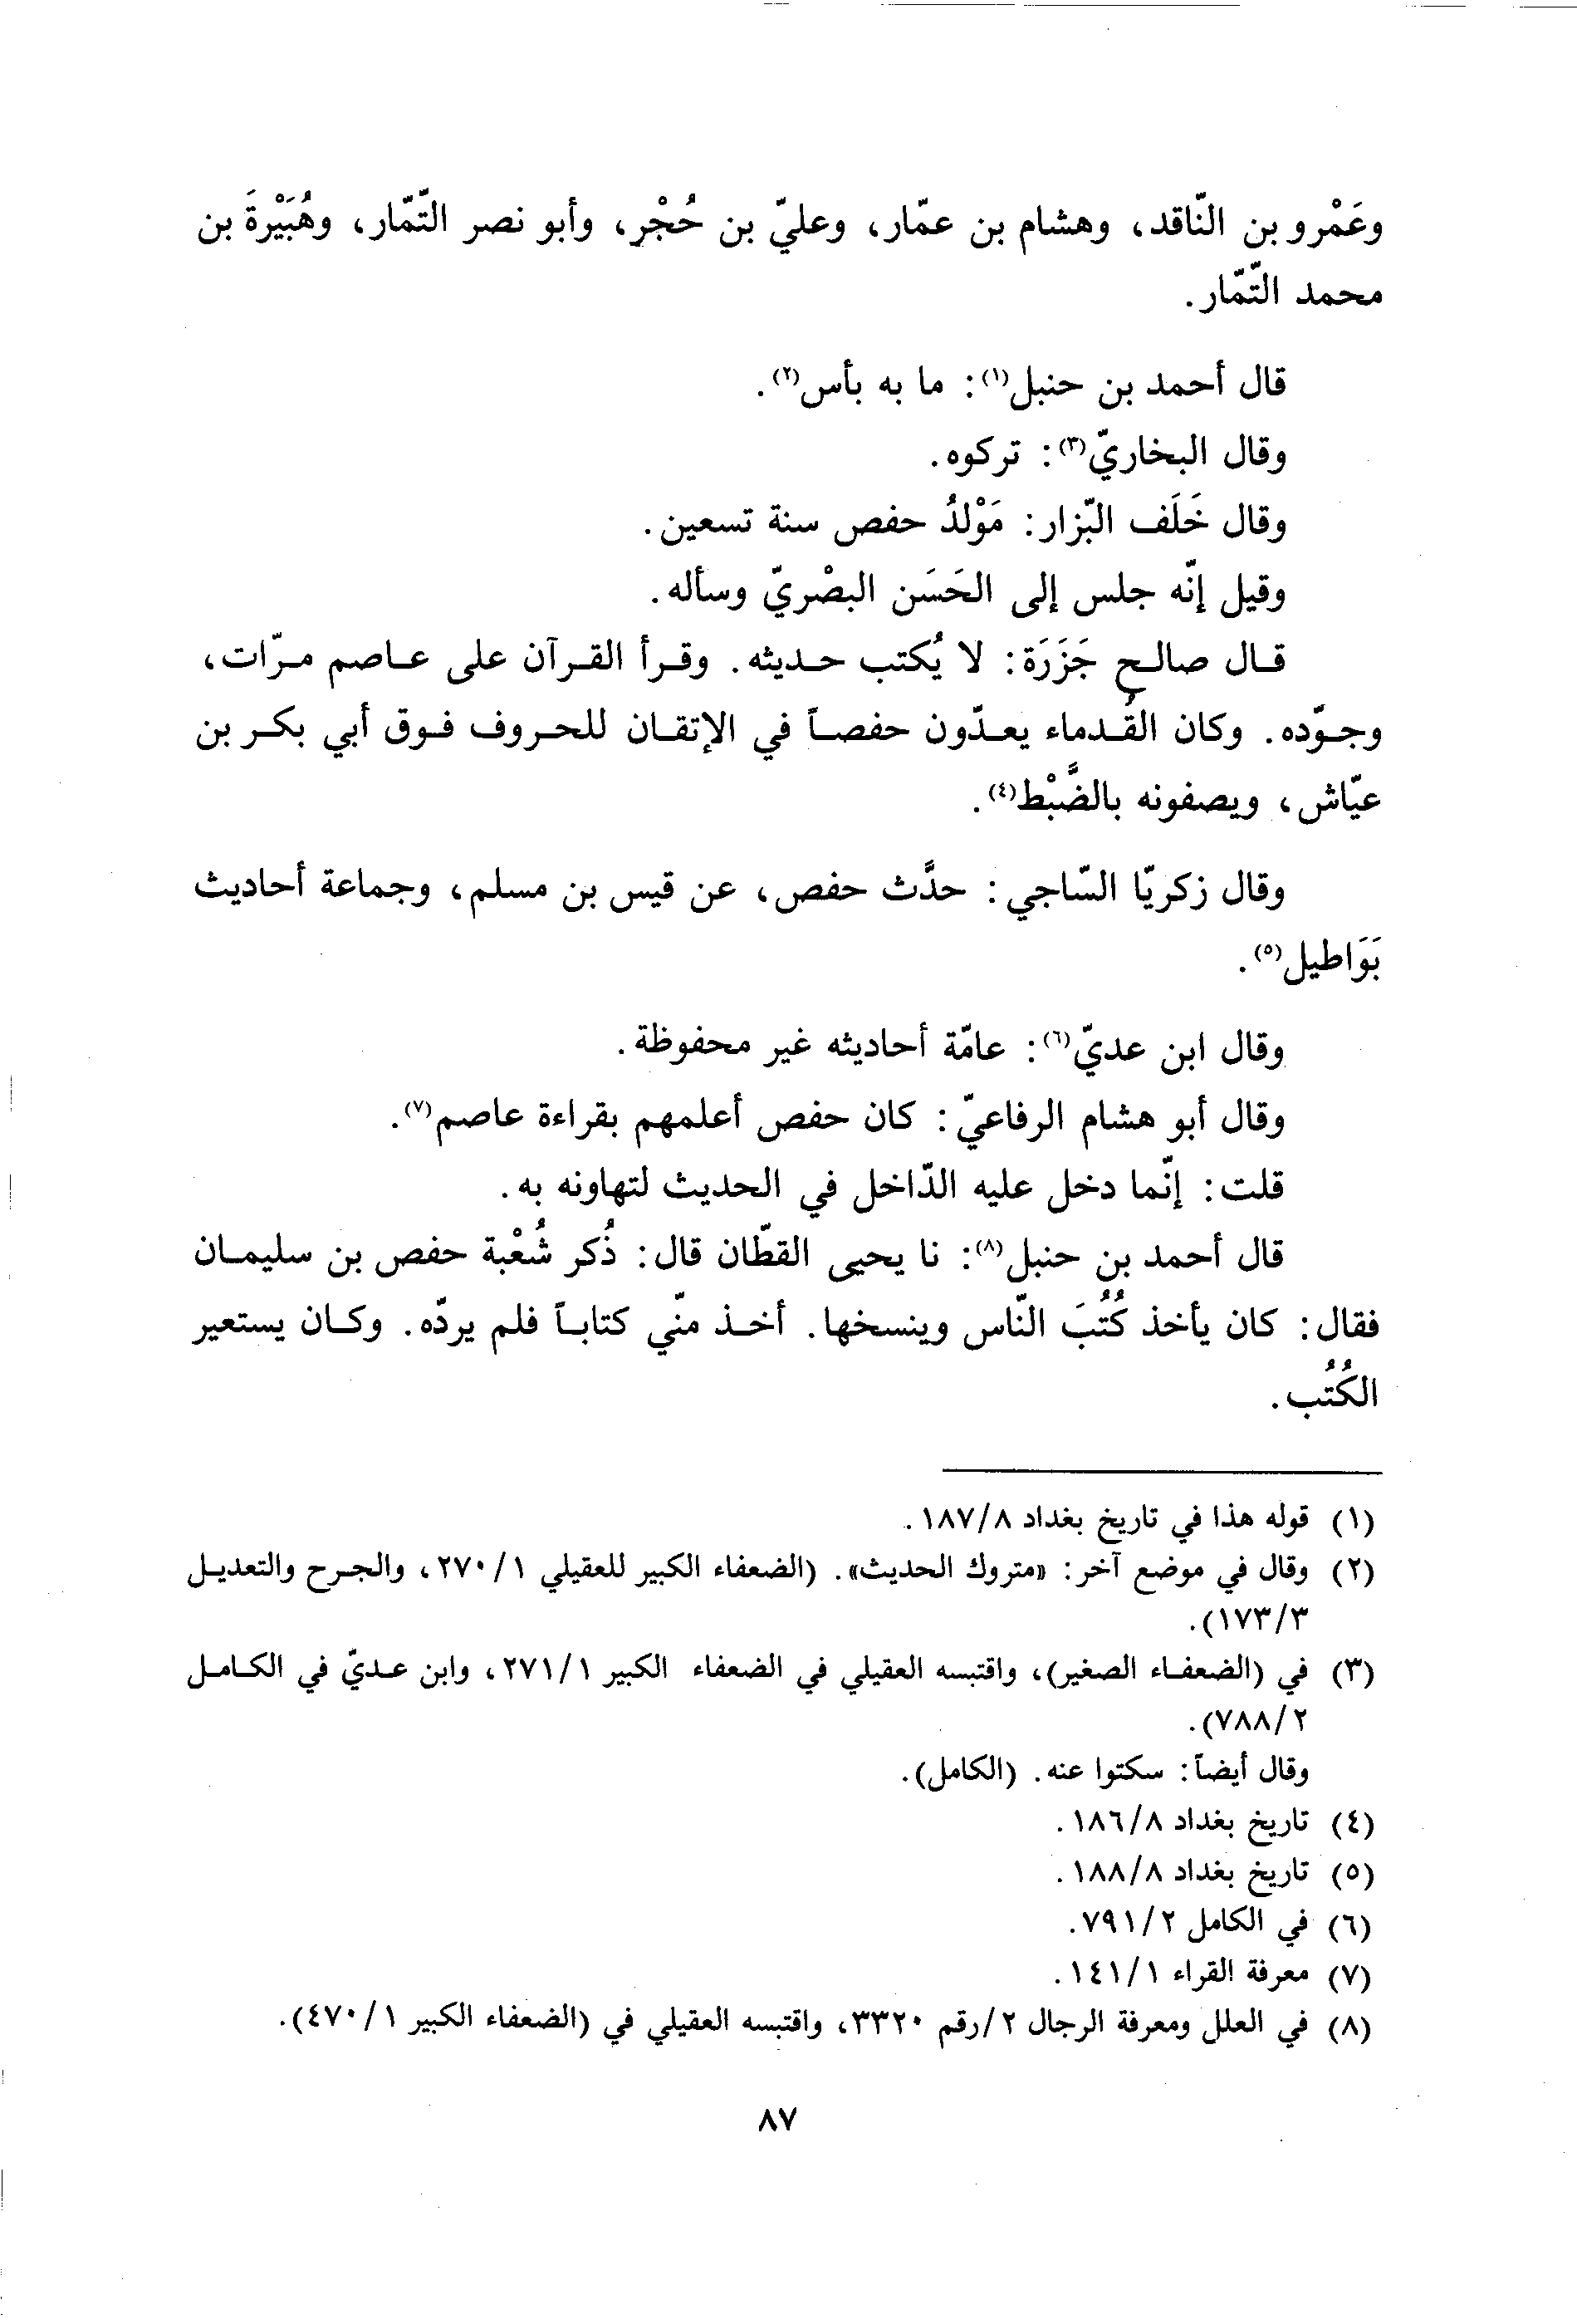 وعَمْرو بن النّاقد، وهشام بن عمّار، وعليّ بن حُجْر، وأبو نصر التّمّار، وهُبَيْرةَ بن
محمد التّمّار.
قال أحمد بن حنبل(١): ما به بأس(٢).
وقال البخاريّ(٣): تركوه.
وقال خَلَف البّزار: مَوْلدُ حفص سنة تسعين.
وقيل إنّه جلس إلى الحَسَن البصْريّ وسأله.
قال صالح جَزَرَة: لا يُكتب حديثه. وقرأ القرآن على عاصم مرّات،
وجوّده. وكان القُدماء يعدّون حفصاً في الإتقان للحروف فوق أبي بكر بن
عيّاش، ويصفونه بالضَّبْط(٤).
وقال زكريّا السّاجي: حدَّث حفص، عن قيس بن مسلم، وجماعة أحاديث
بَوَاطيل(٥).
وقال ابن عديّ(٦): عامّة أحاديثه غير محفوظة.
وقال أبو هشام الرفاعيّ: كان حفص أعلمهم بقراءة عاصم(٧).
قلت: إنّما دخل عليه الدّاخل في الحديث لتهاونه به.
قال أحمد بن حنبل(٨): نا يحيى القطّان قال: ذُكر شُعْبة حفص بن سليمان
فقال: كان يأخذ كُتُبَ النّاس وينسخها. أخذ منّي كتاباً فلم يردّه. وكان يستعير
الكُتُب.
(١) قوله هذا في تاريخ بغداد ١٨٧/٨.
(٢) وقال في موضع آخر: «متروك الحديث». (الضعفاء الكبير للعقيلي ٢٧٠/١، والجرح والتعديل
١٧٣/٣).
(٣) في (الضعفاء الصغير)، واقتبسه العقيلي في الضعفاء الكبير ٢٧١/١، وابن عديّ في الكامل
٧٨٨/٢).
وقال أيضاً: سكتوا عنه. (الكامل).
(٤) تاريخ بغداد ١٨٦/٨.
(٥) تاريخ بغداد ١٨٨/٨.
(٦) في الكامل ٧٩١/٢.
(٧) معرفة القراء ١٤١/١.
(٨) في العلل ومعرفة الرجال ٢/رقم ٣٣٢٠، واقتبسه العقيلي في (الضعفاء الكبير ٤٧٠/١).
٨٧